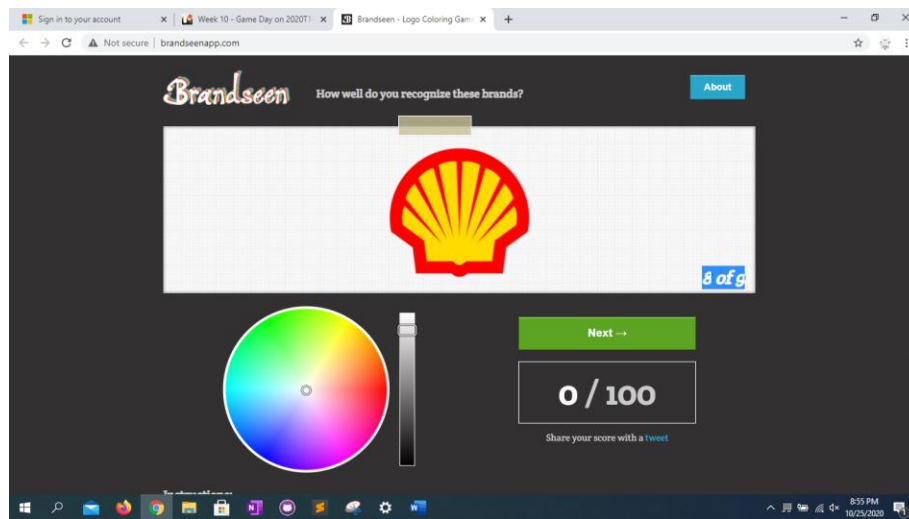 Sign in to your account
Week 10 - Game Day on 2020T1-
Brandseen - Logo Coloring Game
Not secure | brandseenapp.com
Brandseen
How well do you recognize these brands?
About
8 of 9
Next →
0 / 100
Share your score with a tweet
Instructions:
8:55 PM
10/25/2020